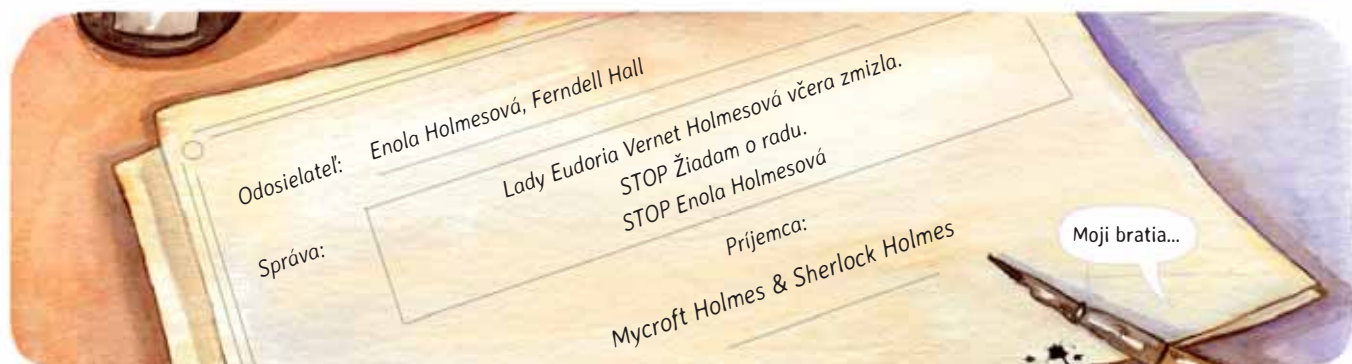 Odosielateľ: Enola Holmesová, Ferndell Hall
Správa: Lady Eudoria Vernet Holmesová včera zmizla.
STOP Žiadam o radu.
STOP Enola Holmesová
Príjemca:
Mycroft Holmes & Sherlock Holmes
Moji bratia...